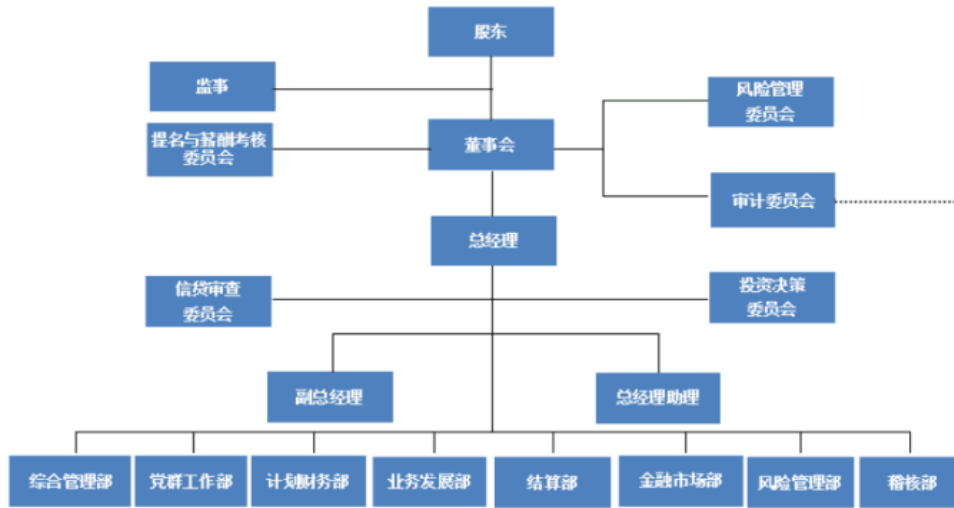 股东
监事
风险管理
委员会
提名与薪酬考核
委员会
董事会
审计委员会
总经理
信贷审查
委员会
投资决策
委员会
副总经理
总经理助理
综合管理部
党群工作部
计划财务部
业务发展部
结算部
金融市场部
风险管理部
稽核部